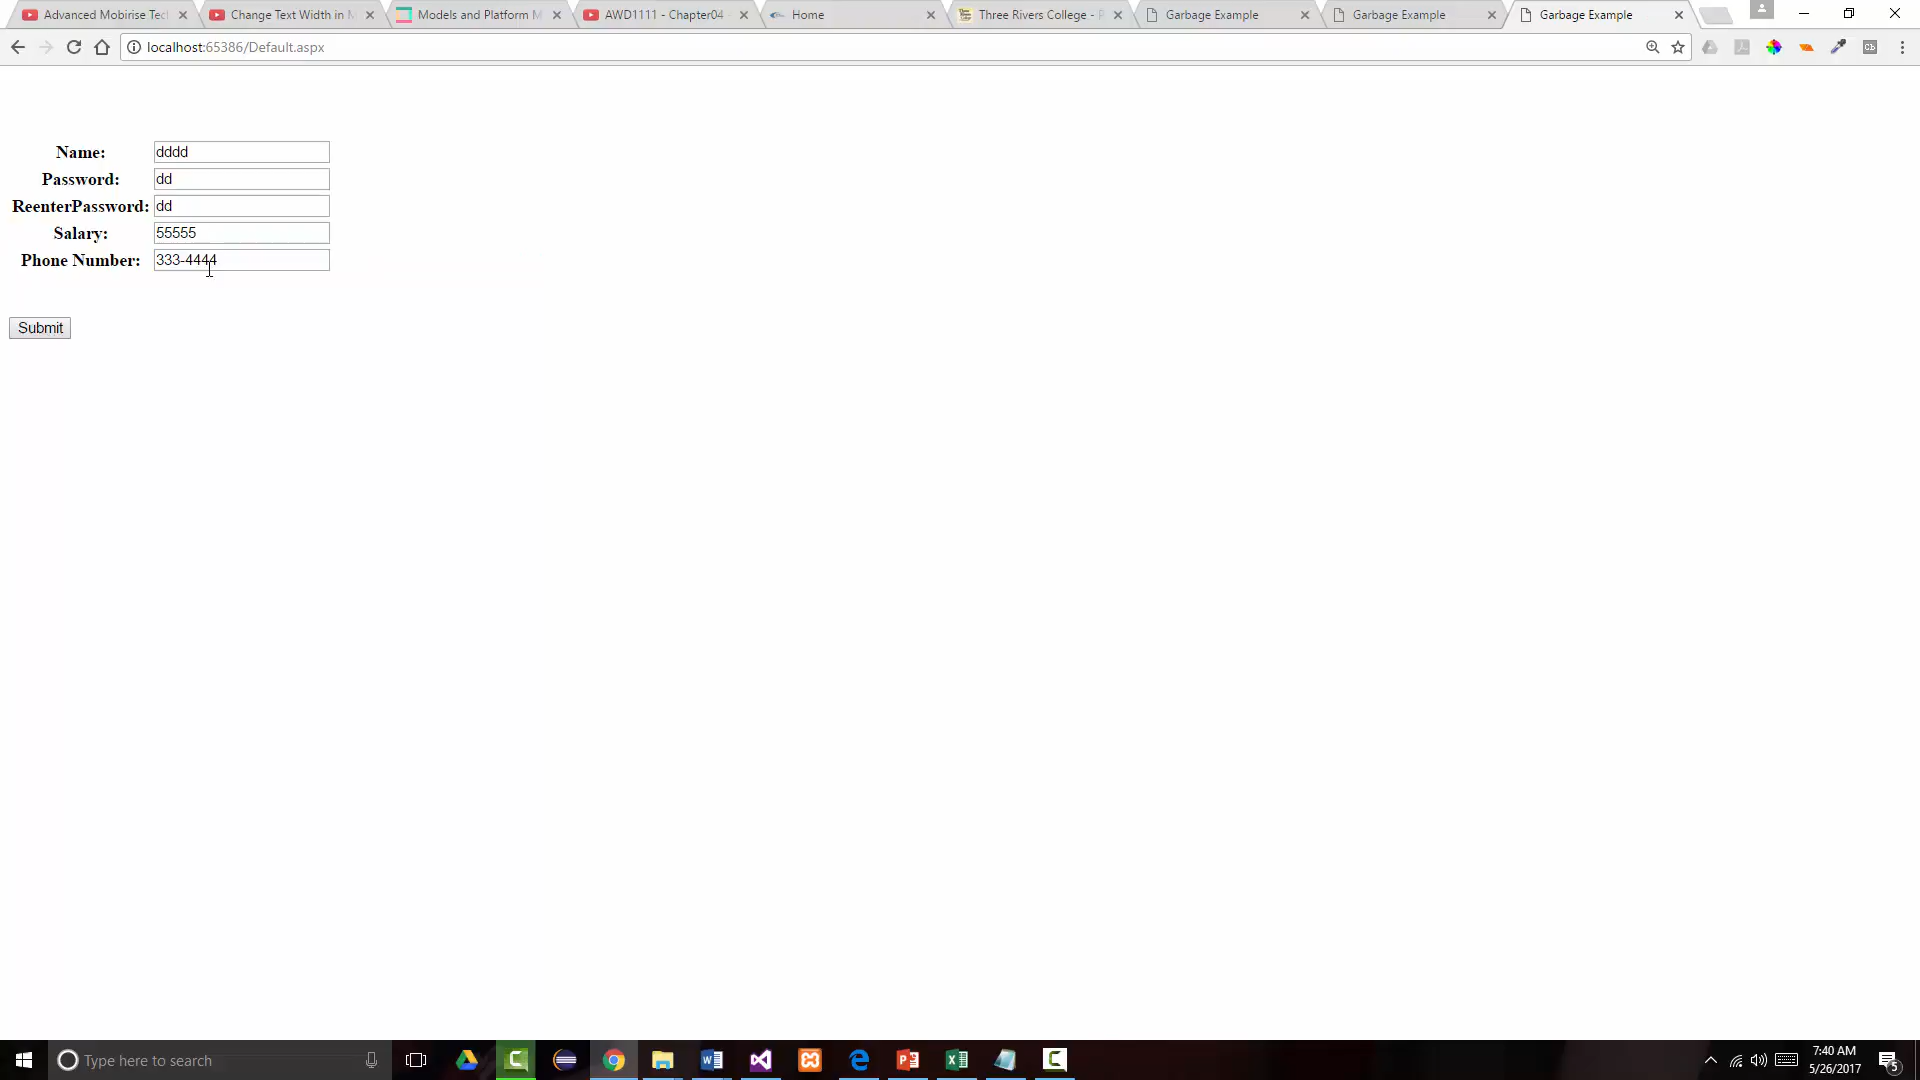 Advanced Mobirise Tec
Change Text Width in M
Models and Platform M
AWD1111 - Chapter04 -
Home
Three Rivers College - P
Garbage Example
Garbage Example
Garbage Example
localhost:65386/Default.aspx
Name: dddd
Password: dd
ReenterPassword: dd
Salary: 55555
Phone Number: 333-4444
Submit
Type here to search
7:40 AM
5/26/2017
5